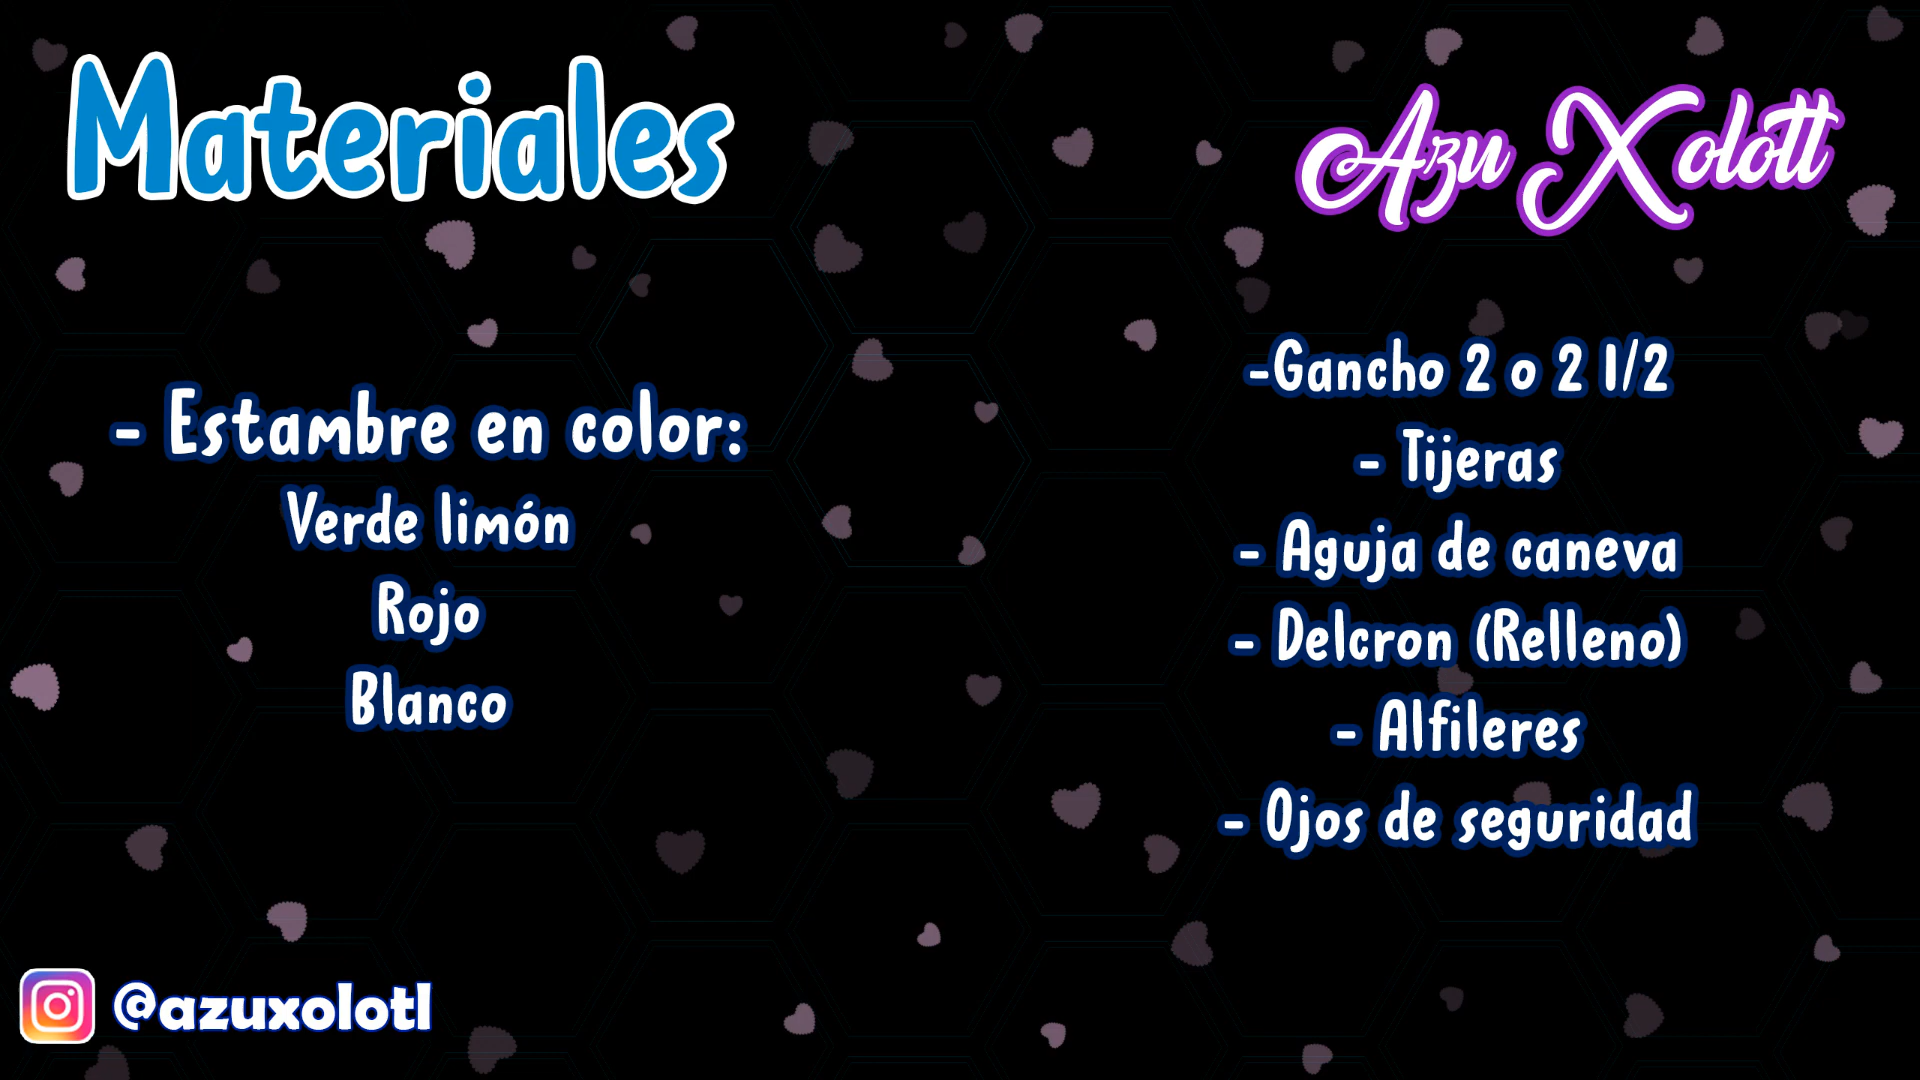 Materiales
Azu Xolotl
- Estambre en color:
Verde limón
Rojo
Blanco
-Gancho 2 o 2 1/2
- Tijeras
- Aguja de caneva
- Delcron (Relleno)
- Alfileres
- Ojos de seguridad
@azuxolotl